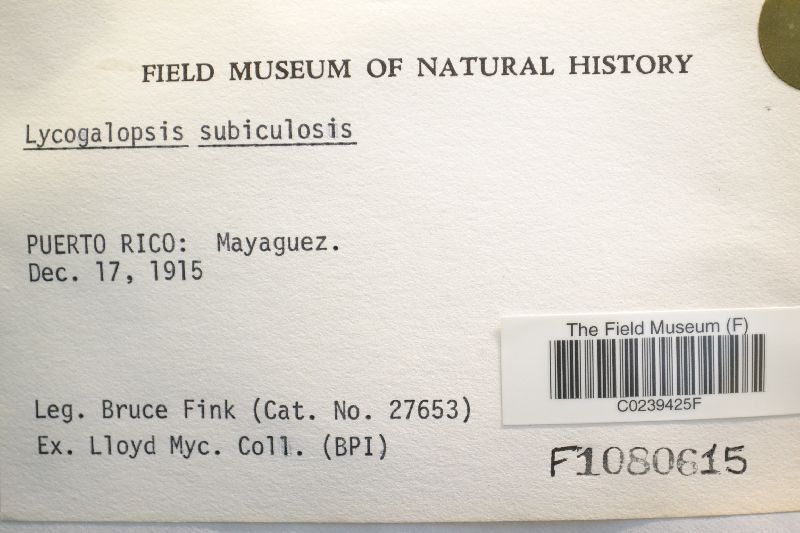 FIELD MUSEUM OF NATURAL HISTORY
Lycogalopsis subiculosis
PUERTO RICO: Mayaguez.
Dec. 17, 1915
The Field Museum (F)
C0239425F
Leg. Bruce Fink (Cat. No. 27653)
Ex. Lloyd Myc. Coll. (BPI)
F1080615